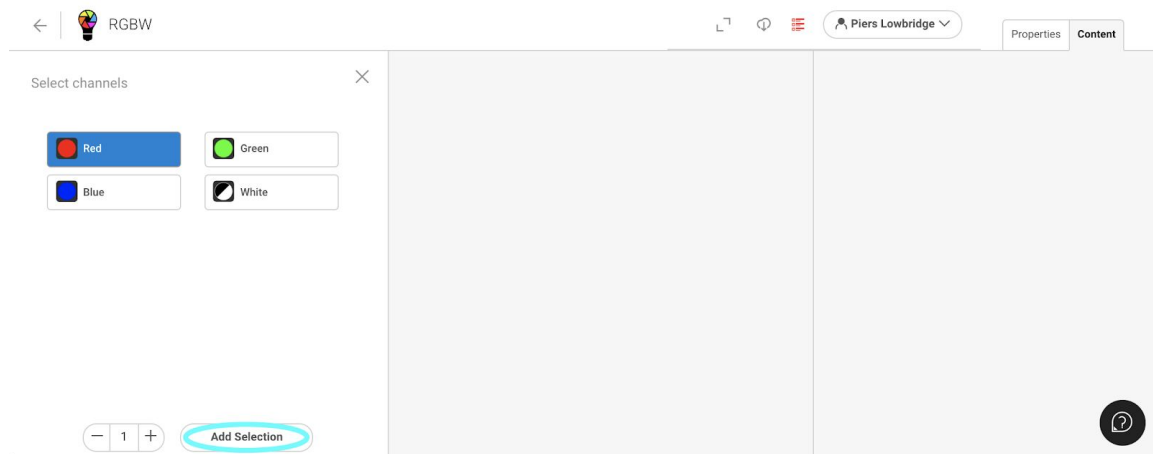 RGBW
Piers Lowbridge
Properties
Content
Select channels
Red
Green
Blue
White
1
Add Selection